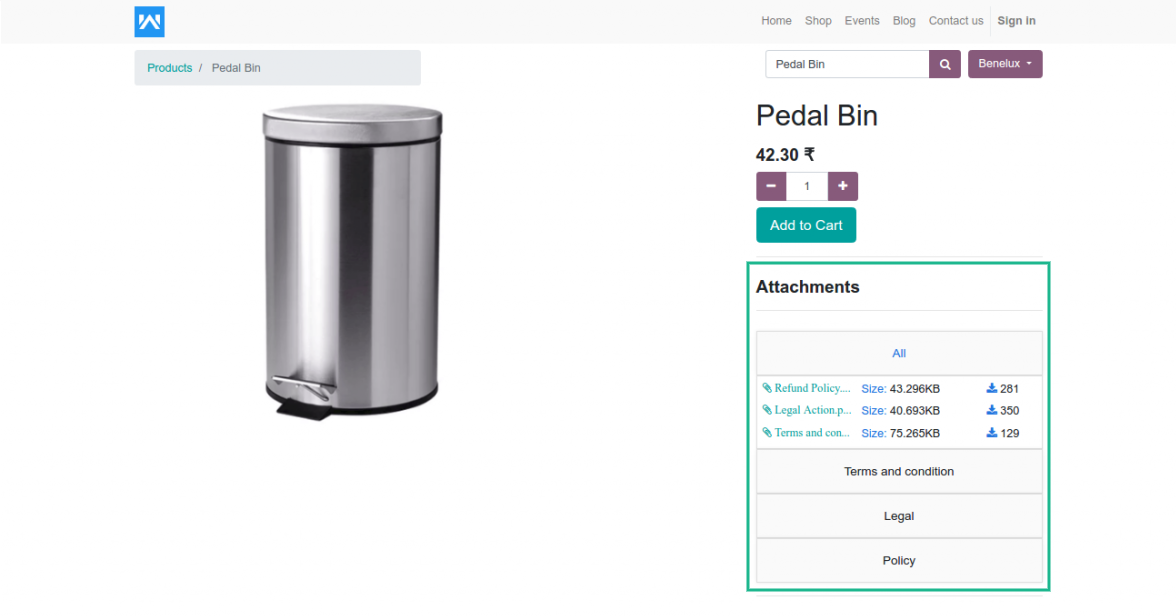 Home Shop Events Blog Contact us Sign in
Products / Pedal Bin
Pedal Bin
Benelux
Pedal Bin
42.30 ₹
1
Add to Cart
Attachments
All
Refund Policy.... Size: 43.296KB 281
Legal Action.p... Size: 40.693KB 350
Terms and con... Size: 75.265KB 129
Terms and condition
Legal
Policy